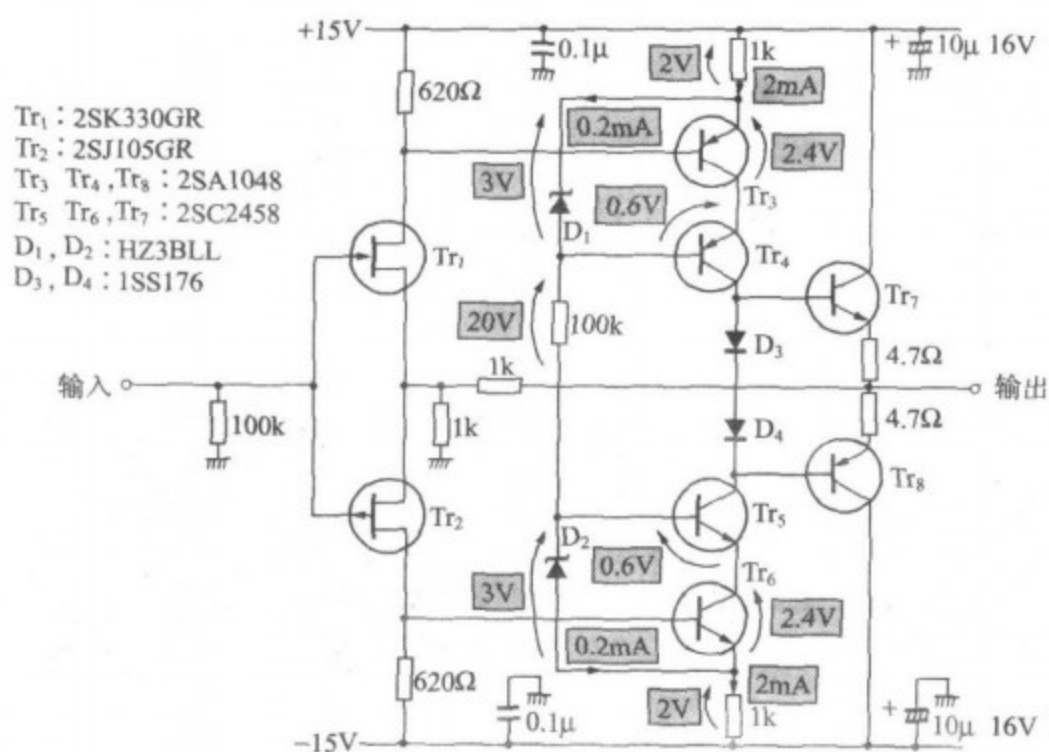 +15V
0.1μ
2V
1k
+
10μ 16V
620Ω
2mA
Tr₁：2SK330GR
Tr₂：2SJ105GR
Tr₃ Tr₄,Tr₈：2SA1048
Tr₅ Tr₆,Tr₇：2SC2458
D₁, D₂：HZ3BLL
D₃, D₄：1SS176
0.2mA
3V
2.4V
Tr₃
0.6V
D₁
Tr₁
Tr₄
Tr₇
20V
100k
D₃
4.7Ω
输入
1k
输出
100k
1k
D₄
4.7Ω
Tr₈
Tr₂
Tr₅
D₂
0.6V
Tr₆
3V
2.4V
0.2mA
620Ω
2mA
0.1μ
2V
1k
+
10μ 16V
−15V